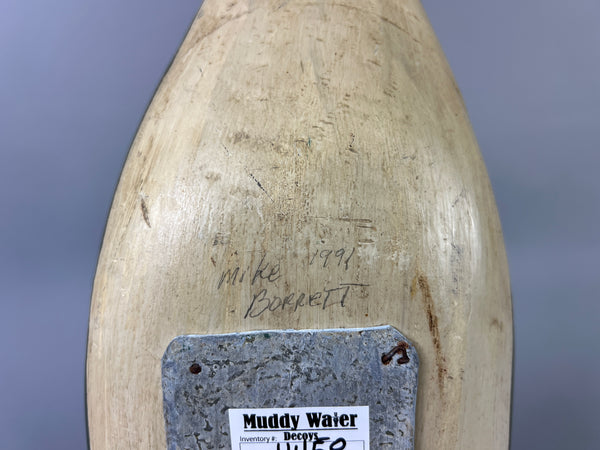 Mike 1991
Borrett
Muddy Water
Decoys
Inventory #: